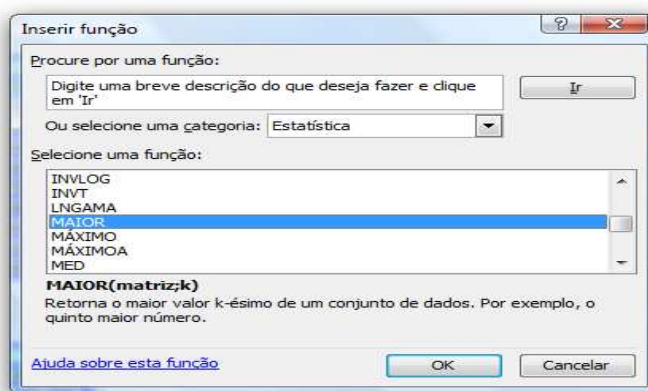 Inserir função
Procure por uma função:
Digite uma breve descrição do que deseja fazer e clique
em 'Ir'
Ir
Ou selecione uma categoria: Estatística
Selecione uma função:
INVLOG
INVT
LNGAMA
MAIOR
MÁXIMO
MÁXIMOA
MED
MAIOR(matriz;k)
Retorna o maior valor k-ésimo de um conjunto de dados. Por exemplo, o
quinto maior número.
Ajuda sobre esta função
OK
Cancelar